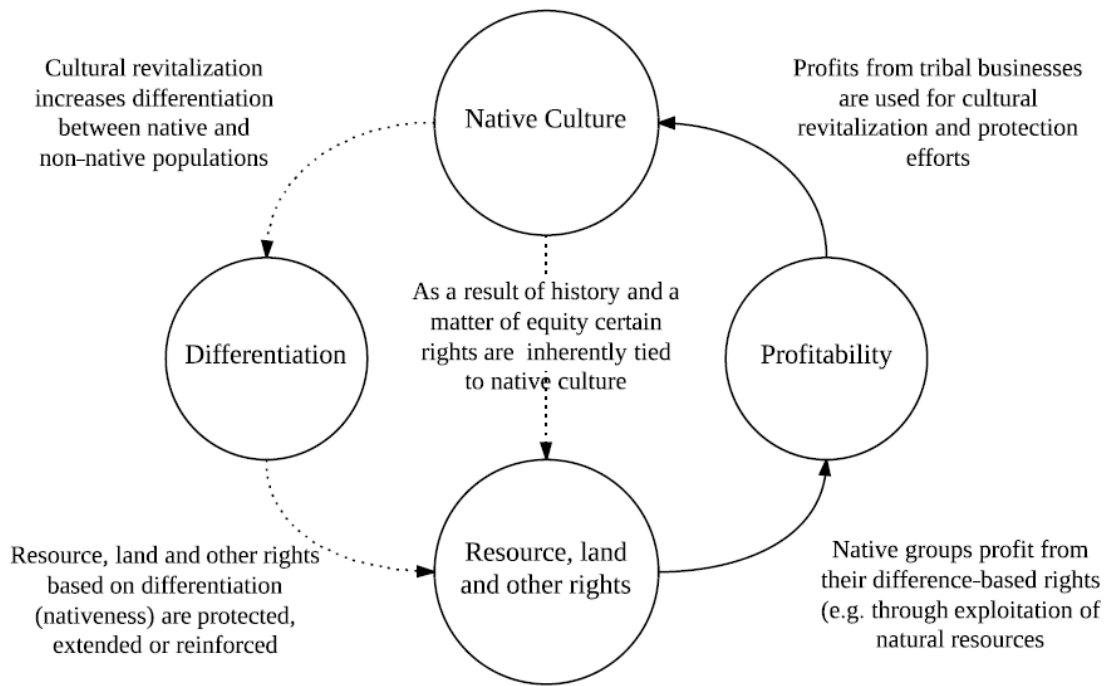 Cultural revitalization
increases differentiation
between native and
non-native populations
Native Culture
Profits from tribal businesses
are used for cultural
revitalization and protection
efforts
Differentiation
As a result of history and a
matter of equity certain
rights are inherently tied
to native culture
Profitability
Resource, land and other rights
based on differentiation
(nativeness) are protected,
extended or reinforced
Resource, land
and other rights
Native groups profit from
their difference-based rights
(e.g. through exploitation of
natural resources